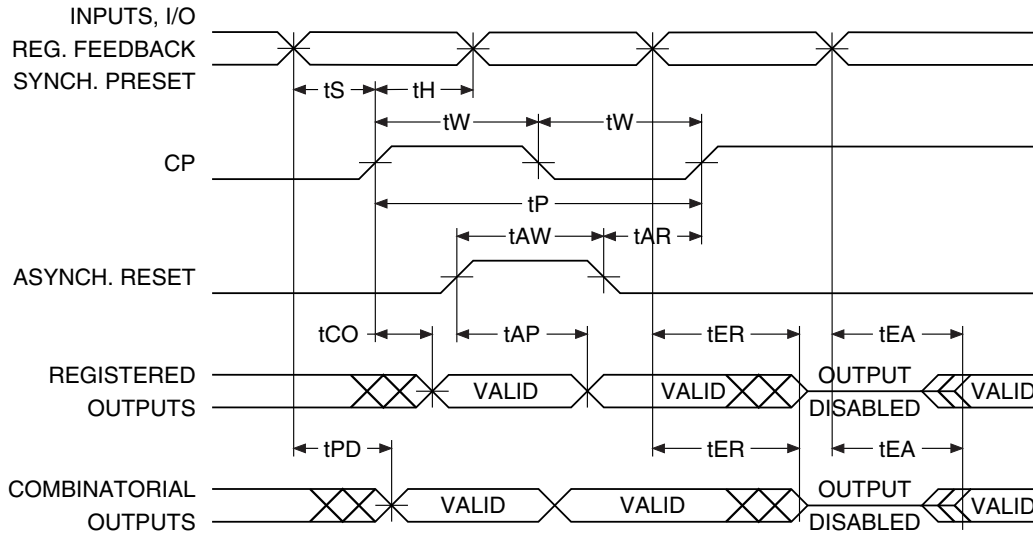 INPUTS, I/O
REG. FEEDBACK
SYNCH. PRESET
tS tH
tW tW
CP
tP
tAW tAR
ASYNCH. RESET
tCO tAP tER tEA
REGISTERED
OUTPUTS
VALID VALID OUTPUT
DISABLED VALID
tPD tER tEA
COMBINATORIAL
OUTPUTS
VALID VALID OUTPUT
DISABLED VALID